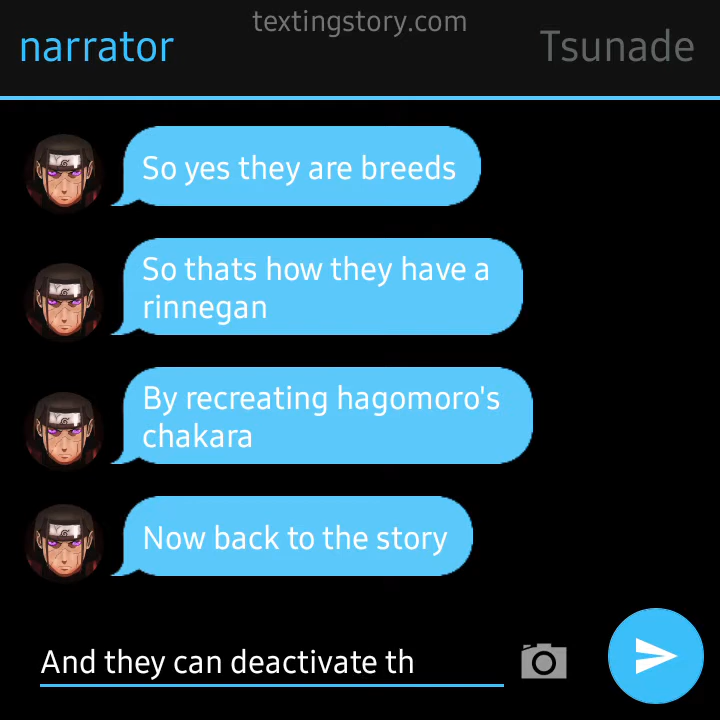 textingstory.com
narrator
Tsunade
So yes they are breeds
So thats how they have a
rinnegan
By recreating hagomoro's
chakara
Now back to the story
And they can deactivate th